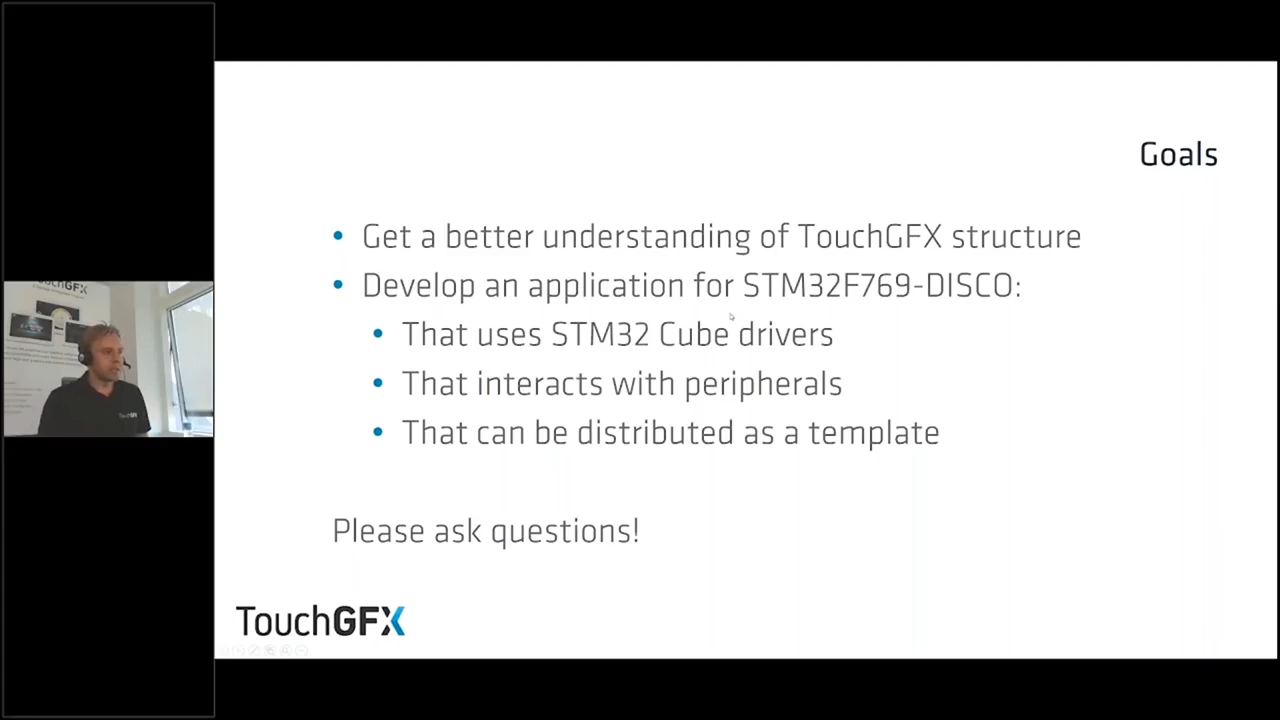 Goals
• Get a better understanding of TouchGFX structure
• Develop an application for STM32F769-DISCO:
• That uses STM32 Cube drivers
• That interacts with peripherals
• That can be distributed as a template
Please ask questions!
TouchGFX